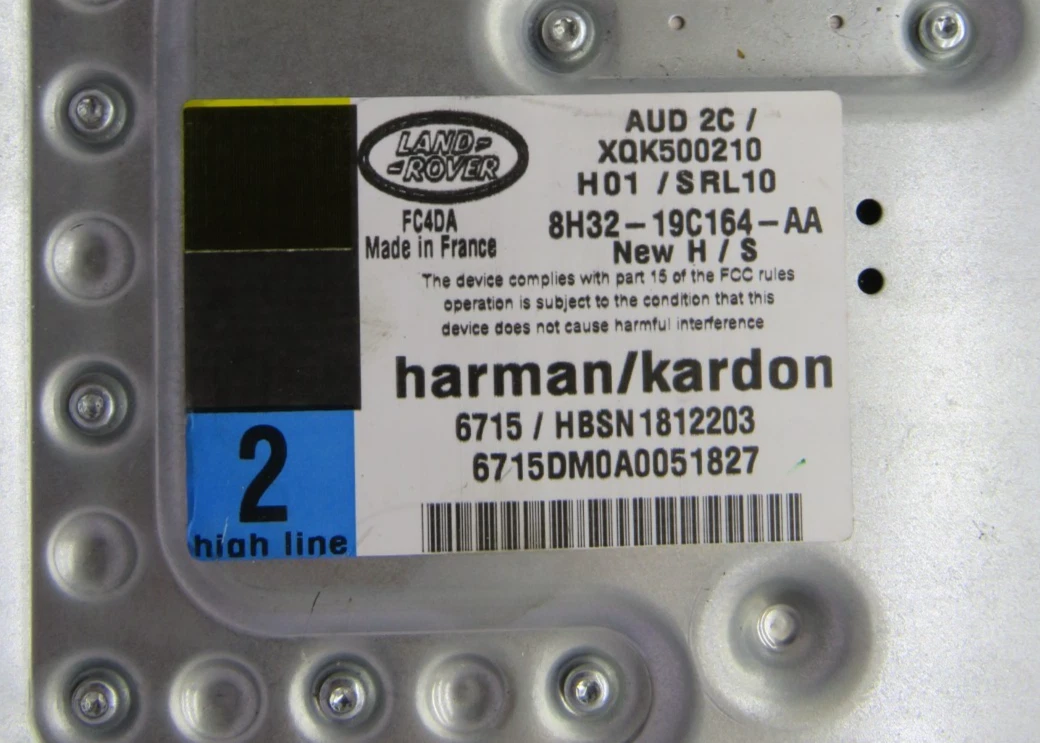 LAND-
-ROVER
FC4DA
Made in France
AUD 2C /
XQK500210
H01 / SRL10
8H32-19C164-AA
New H / S
The device complies with part 15 of the FCC rules
operation is subject to the condition that this
device does not cause harmful interference
harman/kardon
6715 / HBSN1812203
6715DM0A0051827
2
high line